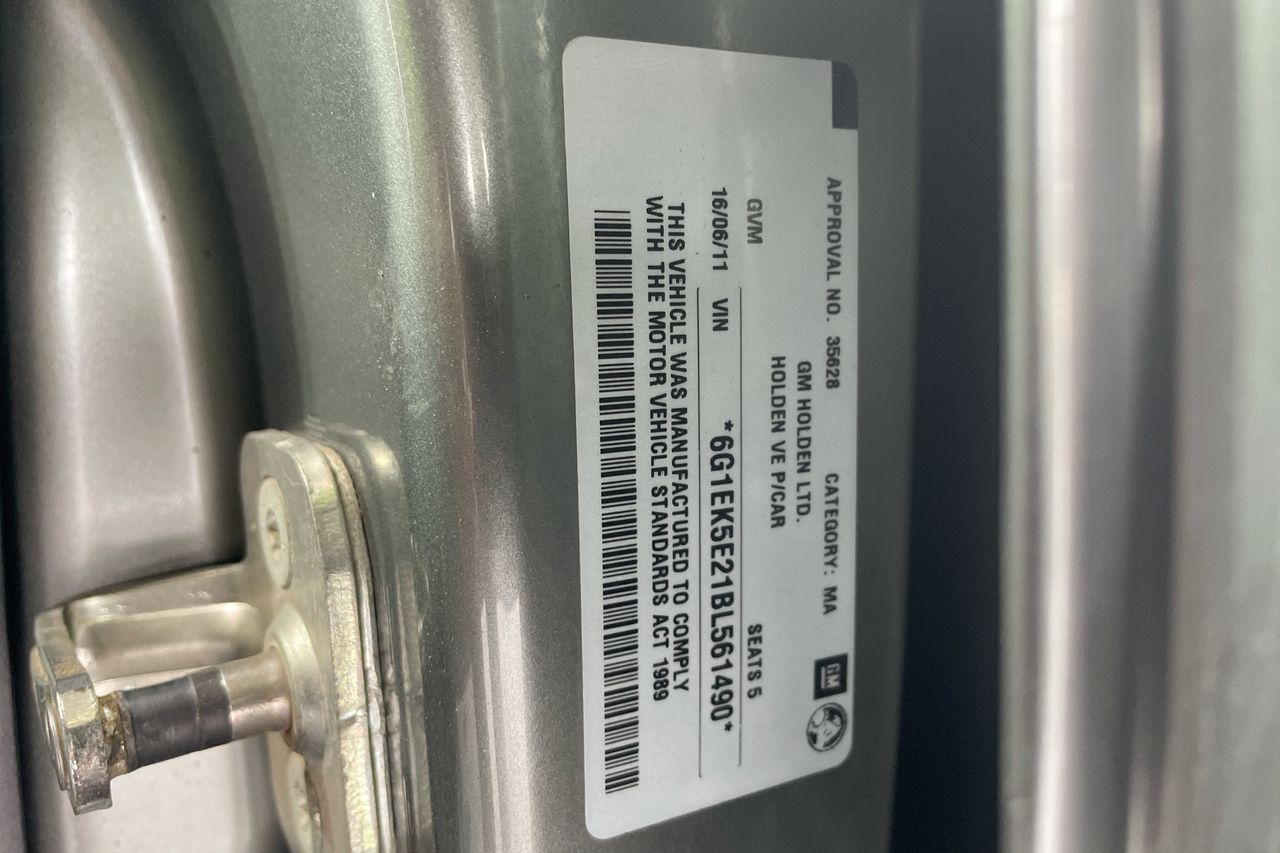 APPROVAL NO. 35628 CATEGORY: MA
GM
GM HOLDEN LTD.
HOLDEN VE P/CAR
GVM SEATS 5
16/06/11 VIN *6G1EK5E21BL561490*
THIS VEHICLE WAS MANUFACTURED TO COMPLY
WITH THE MOTOR VEHICLE STANDARDS ACT 1989